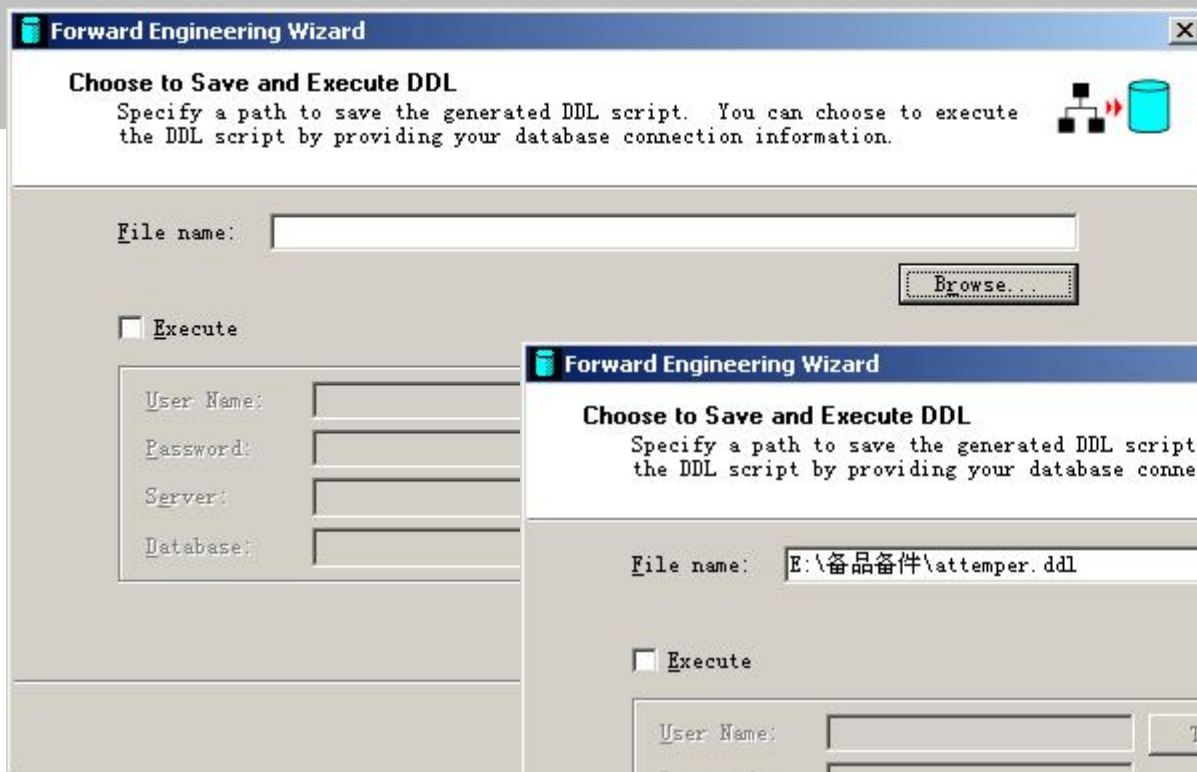 Forward Engineering Wizard
Choose to Save and Execute DDL
Specify a path to save the generated DDL script. You can choose to execute
the DDL script by providing your database connection information.
File name:
Browse...
Execute
User Name:
Password:
Server:
Database:
Forward Engineering Wizard
Choose to Save and Execute DDL
Specify a path to save the generated DDL script
the DDL script by providing your database conne
File name: E:\备品备件\attemper.ddl
Execute
User Name: